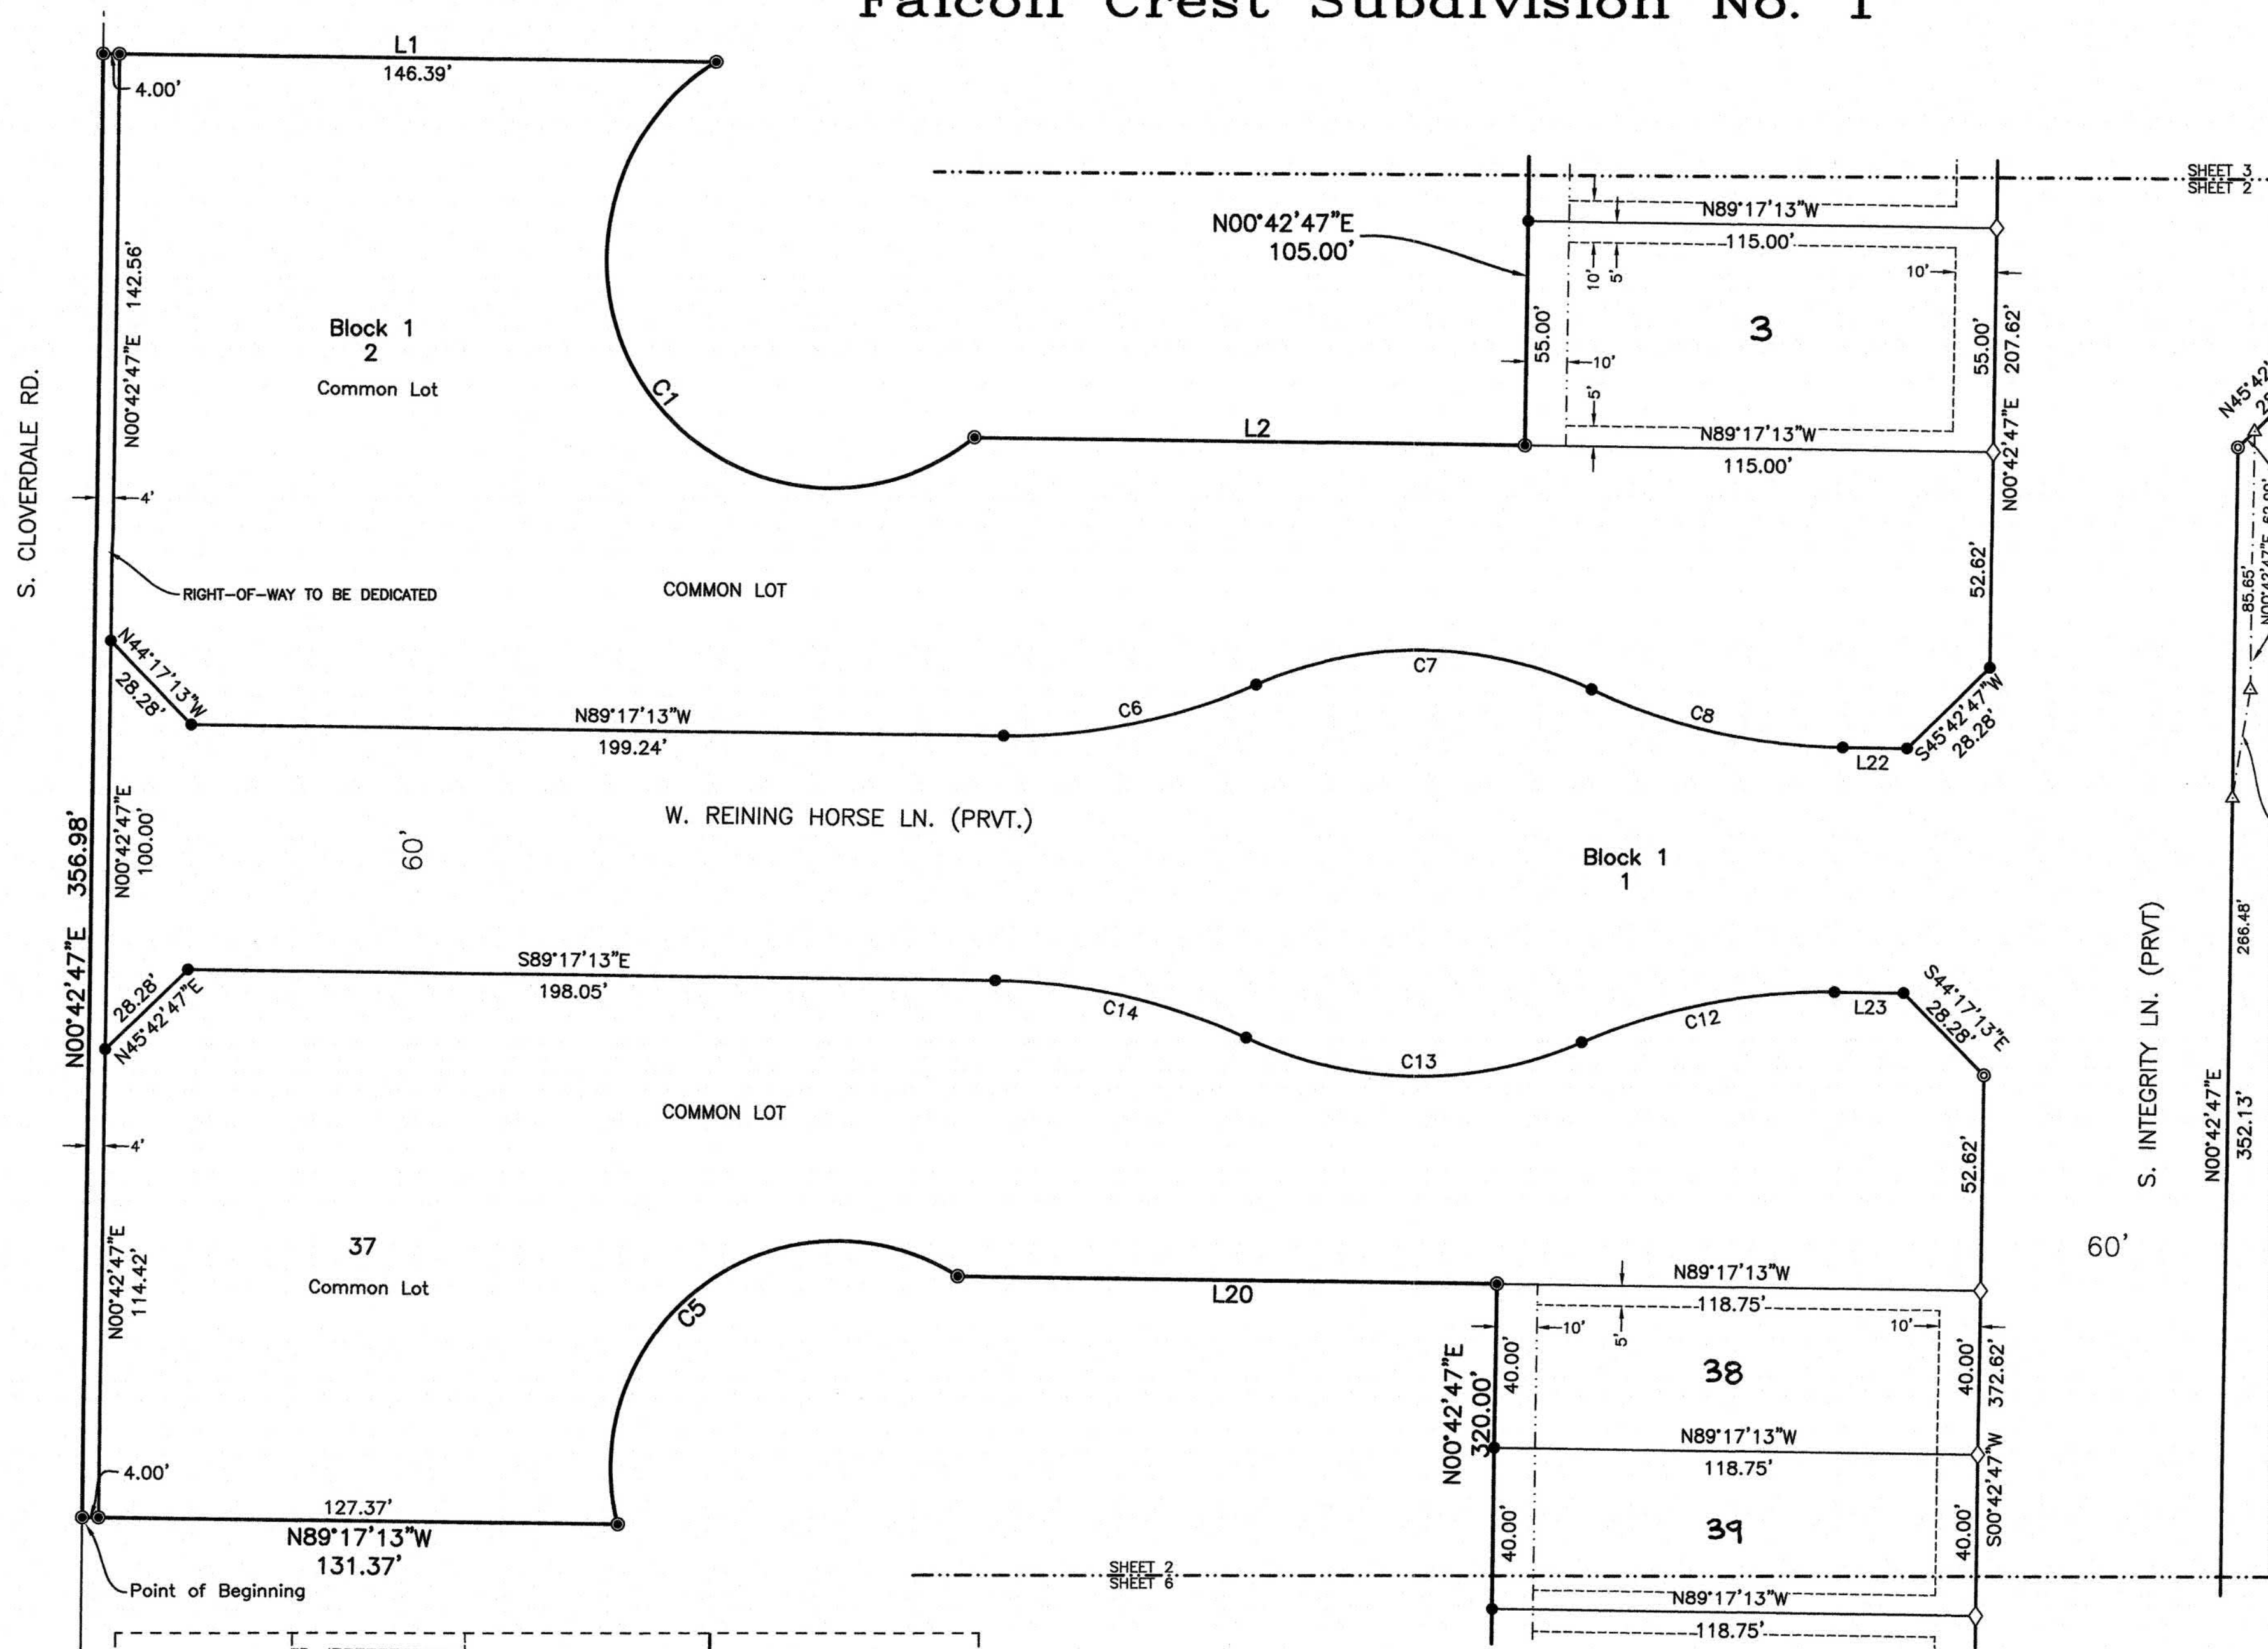 Falcon Crest Subdivision No. 1
L1
146.39'
4.00'
SHEET 3
SHEET 2
N00°42'47"E
105.00'
N89°17'13"W
115.00'
10'
5'
10'
3
55.00'
10'
5'
55.00'
N00°42'47"E 207.62'
N89°17'13"W
115.00'
52.62'
N00°42'47"E 142.56'
Block 1
2
Common Lot
C1
L2
S. CLOVERDALE RD.
4'
RIGHT-OF-WAY TO BE DEDICATED
COMMON LOT
N44°17'13"W
28.28'
N89°17'13"W
199.24'
C6
C7
C8
L22
S45°42'47"W
28.28'
N45°42'
85.65'
W. REINING HORSE LN. (PRVT.)
60'
Block 1
1
N00°42'47"E 356.98'
N00°42'47"E
100.00'
S89°17'13"E
198.05'
28.28'
N45°42'47"E
C14
C13
C12
L23
S44°17'13"E
28.28'
266.48'
S. INTEGRITY LN. (PRVT)
N00°42'47"E
352.13'
60'
4'
COMMON LOT
52.62'
37
Common Lot
N00°42'47"E
114.42'
C5
L20
N89°17'13"W
118.75'
10'
5'
10'
N00°42'47"E
320.00'
40.00'
38
40.00'
S00°42'47"W 372.62'
N89°17'13"W
118.75'
40.00'
39
40.00'
4.00'
127.37'
N89°17'13"W
131.37'
Point of Beginning
SHEET 2
SHEET 6
N89°17'13"W
118.75'